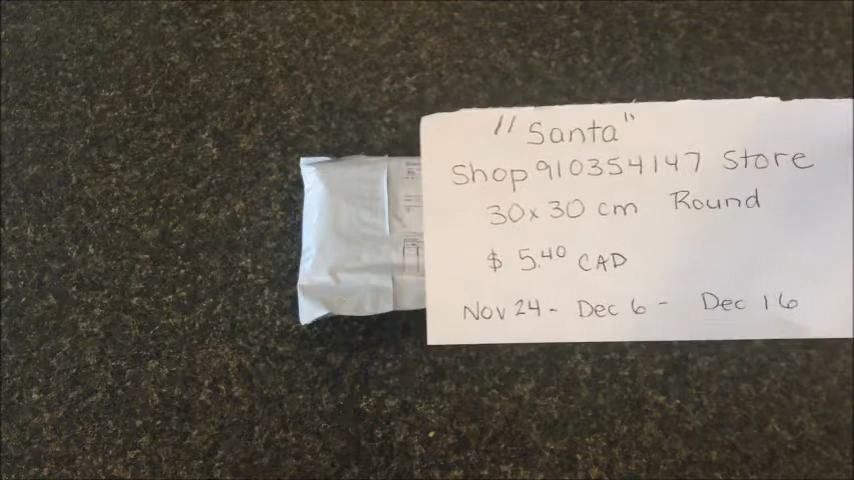 "Santa"
Shop910354147 Store
30x30 cm Round
$ 5.40 CAD
Nov 24 - Dec 6 - Dec 16